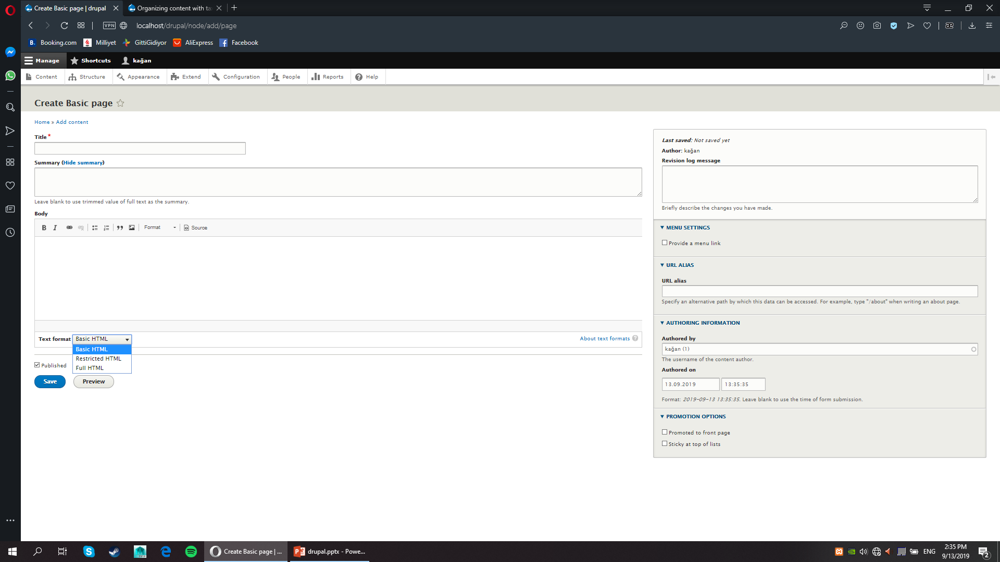 Create Basic page | drupal
Organizing content with ta
VPN
localhost/drupal/node/add/page
B. Booking.com
Milliyet
GittiGidiyor
AliExpress
Facebook
Manage
Shortcuts
kağan
Content
Structure
Appearance
Extend
Configuration
People
Reports
Help
Create Basic page
Home » Add content
Title *
Summary (Hide summary)
Leave blank to use trimmed value of full text as the summary.
Body
B I
Format
Source
Text format Basic HTML
Basic HTML
Restricted HTML
Full HTML
About text formats ?
Published
Save
Preview
Last saved: Not saved yet
Author: kağan
Revision log message
Briefly describe the changes you have made.
MENU SETTINGS
Provide a menu link
URL ALIAS
URL alias
Specify an alternative path by which this data can be accessed. For example, type "/about" when writing an about page.
AUTHORING INFORMATION
Authored by
kağan (1)
The username of the content author.
Authored on
13.09.2019
13:35:35
Format: 2019-09-13 13:35:35. Leave blank to use the time of form submission.
PROMOTION OPTIONS
Promoted to front page
Sticky at top of lists
Create Basic page | ...
drupal.pptx - Powe...
ENG
2:35 PM
9/13/2019
2